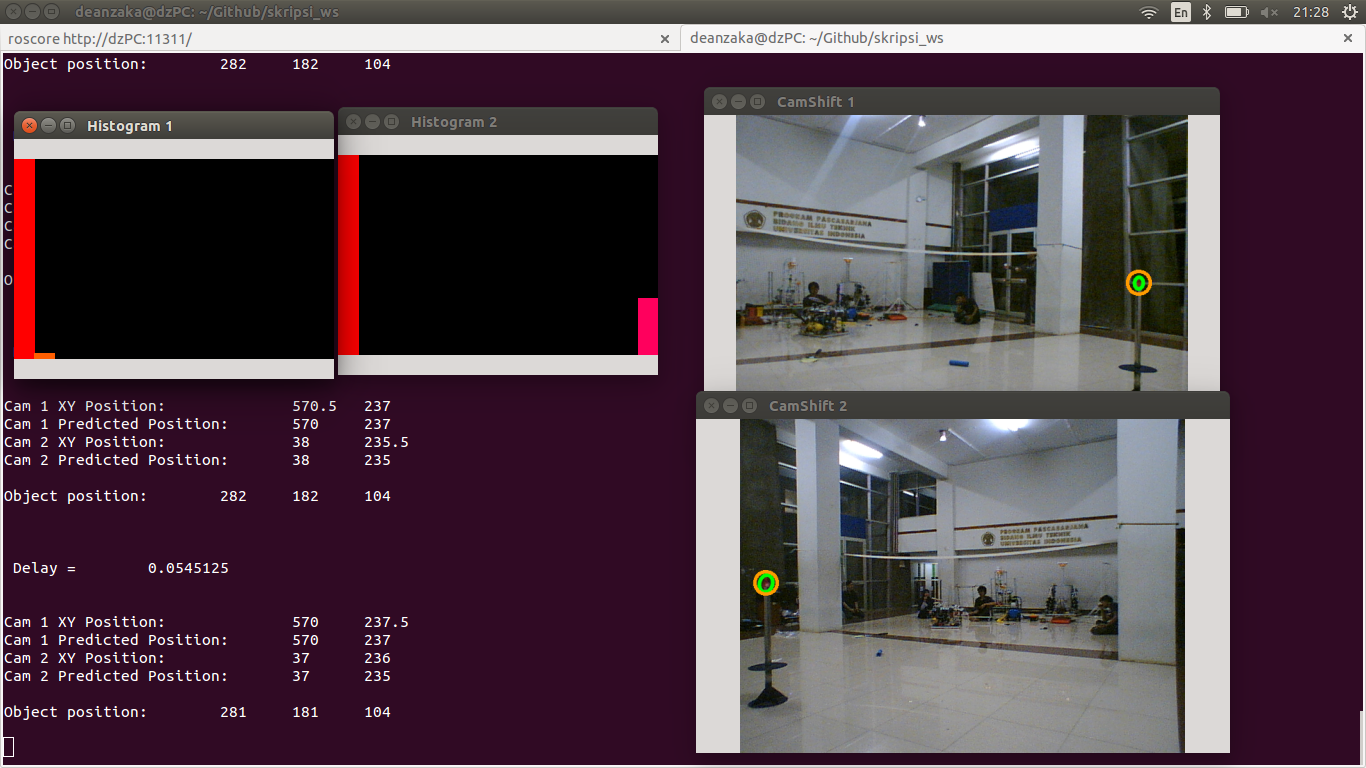 deanzaka@dzPC: ~/Github/skripsi_ws
En
21:28
roscore http://dzPC:11311/
deanzaka@dzPC: ~/Github/skripsi_ws
Object position: 282 182 104
Histogram 1
Histogram 2
C
C
C
C
O
Cam 1 XY Position: 570.5 237
Cam 1 Predicted Position: 570 237
Cam 2 XY Position: 38 235.5
Cam 2 Predicted Position: 38 235
Object position: 282 182 104
Delay = 0.0545125
Cam 1 XY Position: 570 237.5
Cam 1 Predicted Position: 570 237
Cam 2 XY Position: 37 236
Cam 2 Predicted Position: 37 235
Object position: 281 181 104
CamShift 1
PROGRAM PASCASARJANA
BIDANG ILMU TEKNIK
UNIVERSITAS INDONESIA
CamShift 2
PROGRAM PASCASARJANA
BIDANG ILMU TEKNIK
UNIVERSITAS INDONESIA